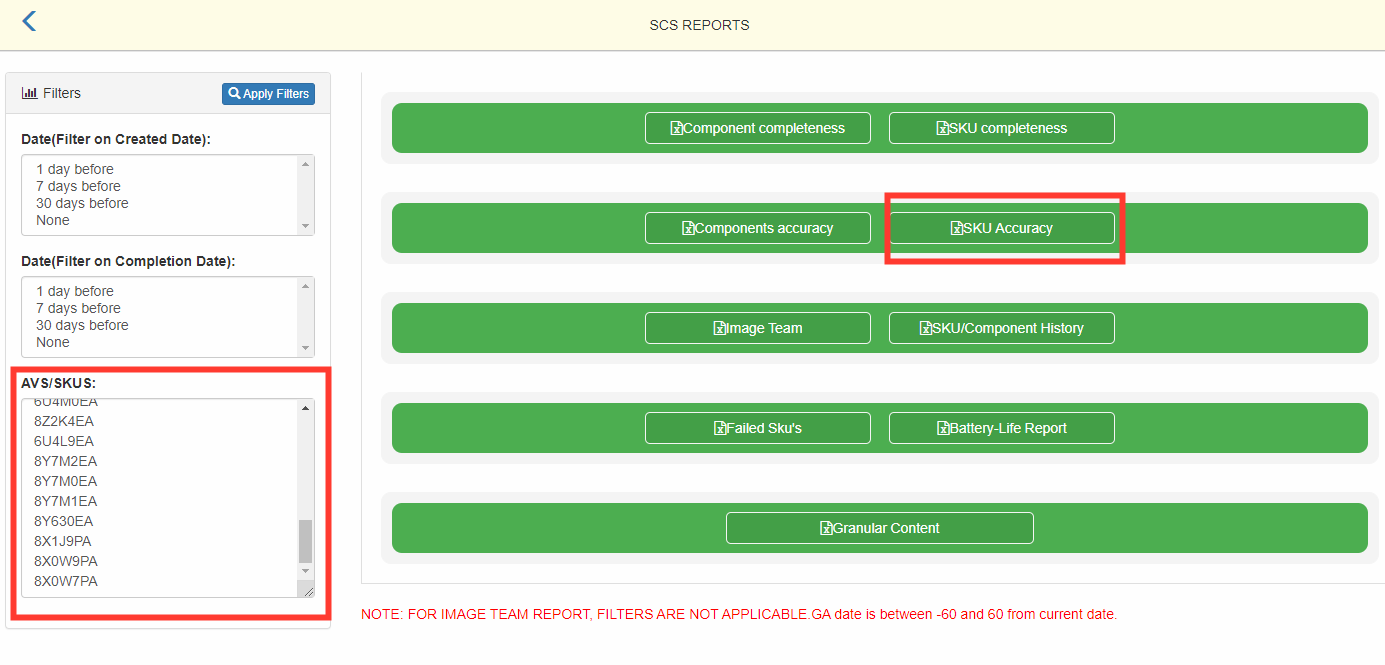 SCS REPORTS
Filters
Apply Filters
Date(Filter on Created Date):
1 day before
7 days before
30 days before
None
Date(Filter on Completion Date):
1 day before
7 days before
30 days before
None
AVS/SKUS:
6U4M0EA
8Z2K4EA
6U4L9EA
8Y7M2EA
8Y7M0EA
8Y7M1EA
8Y630EA
8X1J9PA
8X0W9PA
8X0W7PA
Component completeness
SKU completeness
Components accuracy
SKU Accuracy
Image Team
SKU/Component History
Failed Sku's
Battery-Life Report
Granular Content
NOTE: FOR IMAGE TEAM REPORT, FILTERS ARE NOT APPLICABLE.GA date is between -60 and 60 from current date.